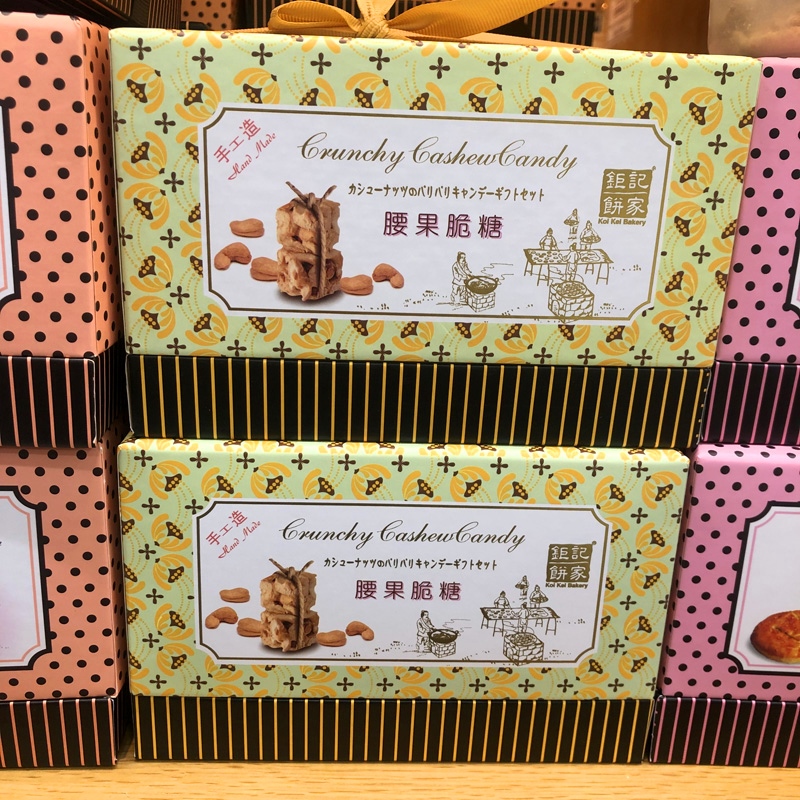 手工造
Hand Made
Crunchy Cashew Candy
カシューナッツのバリバリキャンデーギフトセット
腰果脆糖
鉅記
餅家
Koi Kei Bakery
手工造
Hand Made
Crunchy Cashew Candy
カシューナッツのバリバリキャンデーギフトセット
腰果脆糖
鉅記
餅家
Koi Kei Bakery